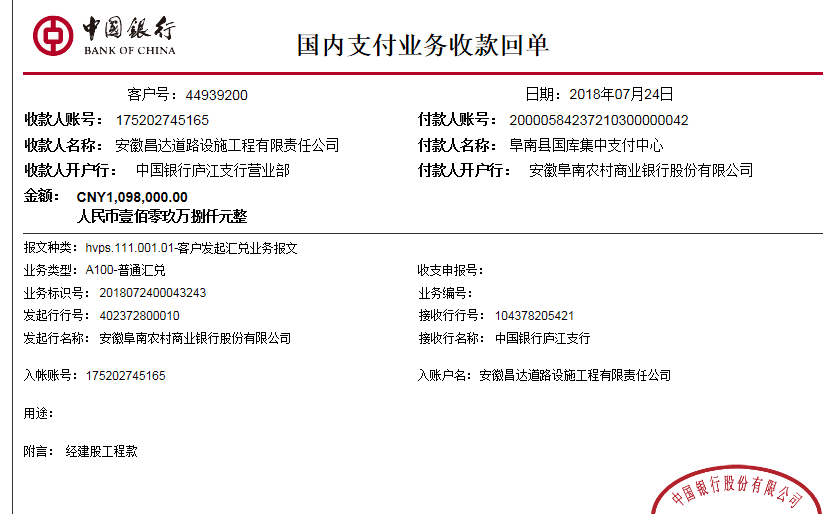 中国银行
BANK OF CHINA
国内支付业务收款回单
客户号：44939200 日期：2018年07月24日
收款人账号：175202745165 付款人账号：20000584237210300000042
收款人名称：安徽昌达道路设施工程有限责任公司 付款人名称：阜南县国库集中支付中心
收款人开户行：中国银行庐江支行营业部 付款人开户行：安徽阜南农村商业银行股份有限公司
金额：CNY1,098,000.00
人民币壹佰零玖万捌仟元整
报文种类：hvps.111.001.01-客户发起汇兑业务报文
业务类型：A100-普通汇兑 收支申报号：
业务标识号：2018072400043243 业务编号：
发起行行号：402372800010 接收行行号：104378205421
发起行名称：安徽阜南农村商业银行股份有限公司 接收行名称：中国银行庐江支行
入帐账号：175202745165 入账户名：安徽昌达道路设施工程有限责任公司
用途：
附言：经建股工程款
中国银行股份有限公司